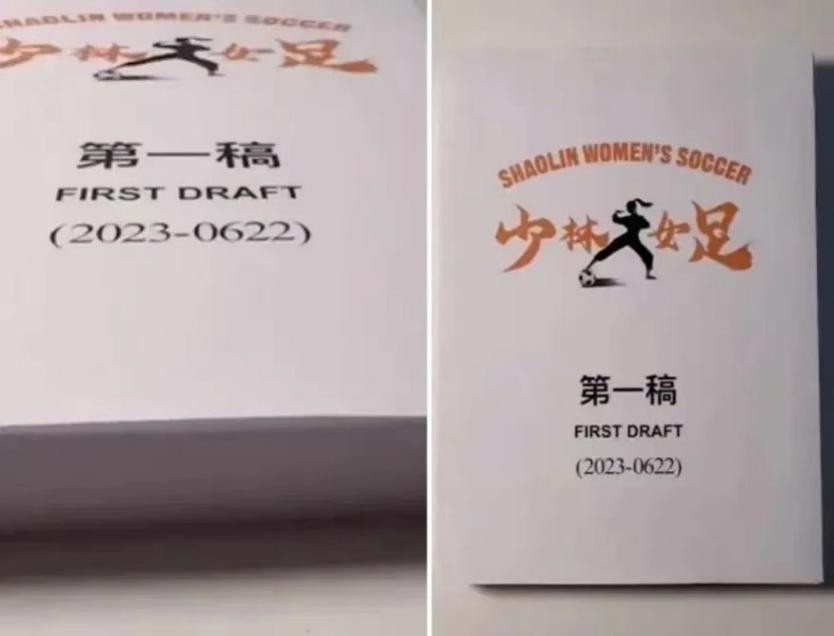 SHAOLIN WOMEN'S SOCCER
少林女足
第一稿
FIRST DRAFT
(2023-0622)
SHAOLIN WOMEN'S SOCCER
少林女足
第一稿
FIRST DRAFT
(2023-0622)